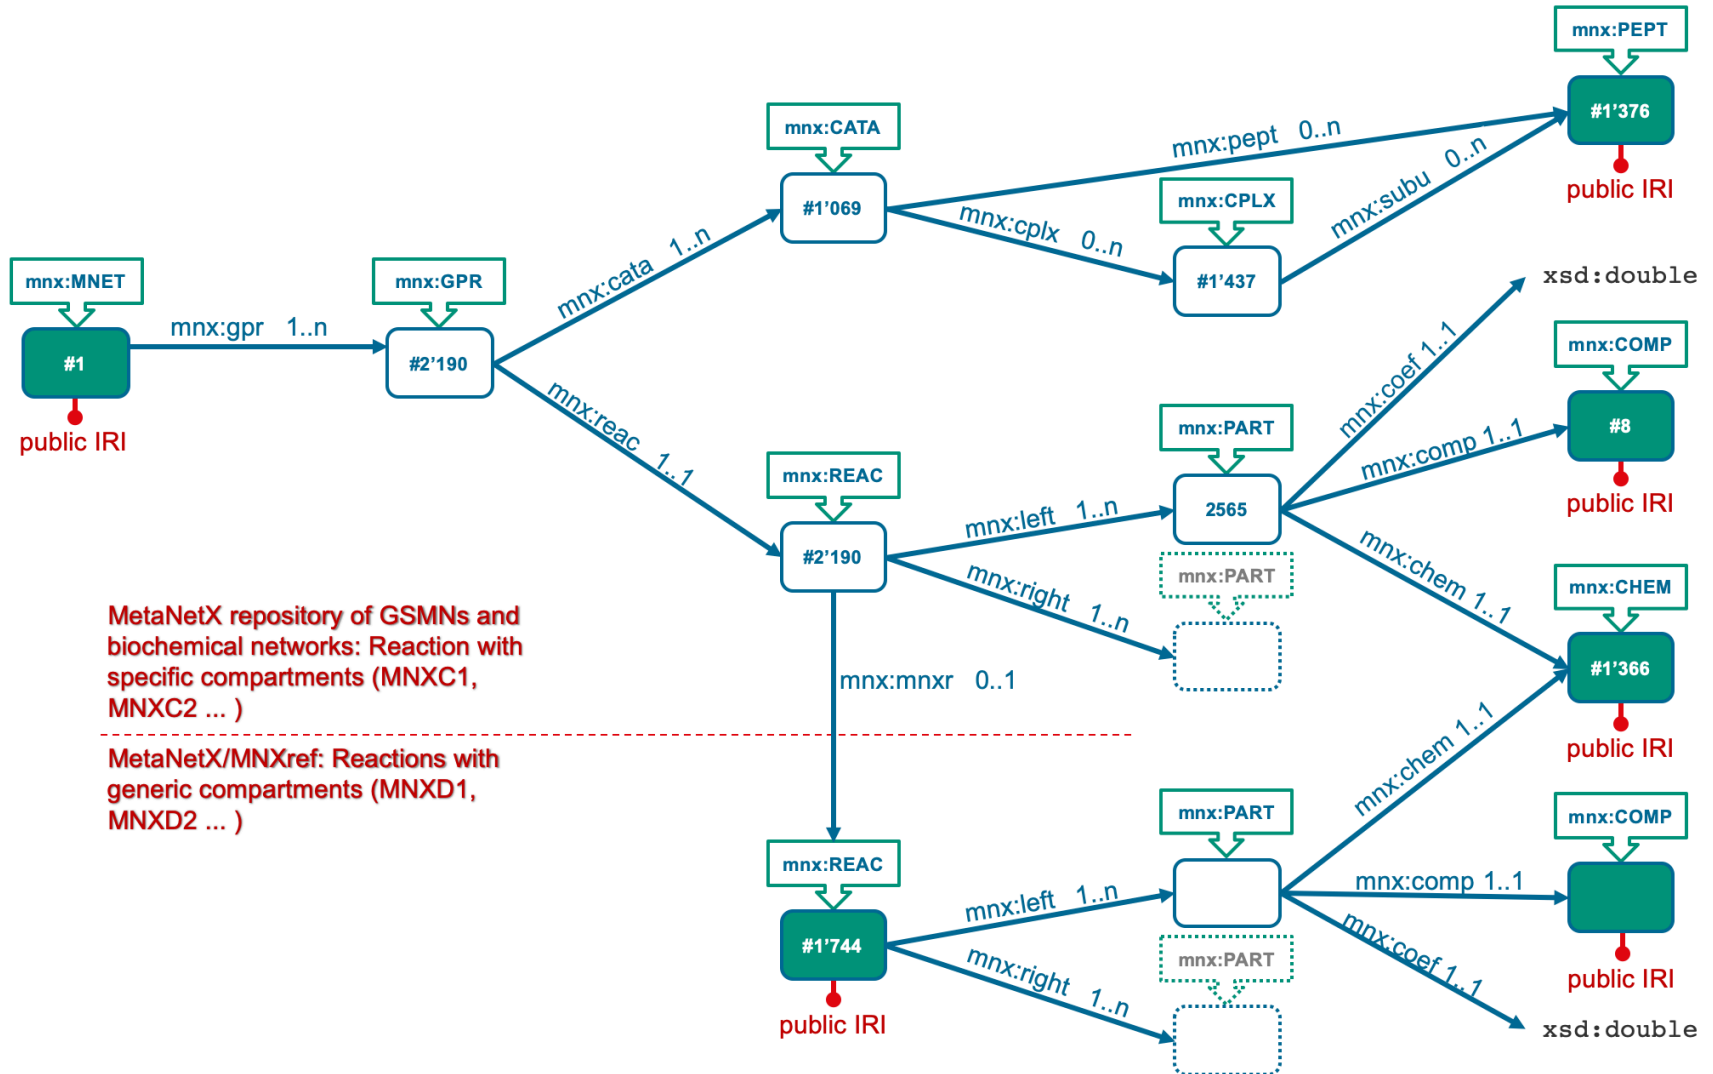 mnx:PEPT
#1’376
public IRI
mnx:CATA
#1’069
mnx:pept 0..n
mnx:cplx 0..n
mnx:CPLX
#1’437
mnx:subu 0..n
mnx:MNET
#1
public IRI
mnx:gpr 1..n
mnx:GPR
#2’190
mnx:cata 1..n
mnx:reac 1..1
xsd:double
mnx:coef 1..1
mnx:COMP
#8
public IRI
mnx:comp 1..1
mnx:PART
2565
mnx:REAC
#2’190
mnx:left 1..n
mnx:right 1..n
mnx:PART
mnx:chem 1..1
mnx:CHEM
#1’366
public IRI
MetaNetX repository of GSMNs and
biochemical networks: Reaction with
specific compartments (MNXC1,
MNXC2 ... )
mnx:mnxr 0..1
MetaNetX/MNXref: Reactions with
generic compartments (MNXD1,
MNXD2 ... )
mnx:chem 1..1
mnx:PART
mnx:COMP
public IRI
mnx:comp 1..1
mnx:REAC
#1’744
public IRI
mnx:left 1..n
mnx:right 1..n
mnx:PART
mnx:coef 1..1
xsd:double